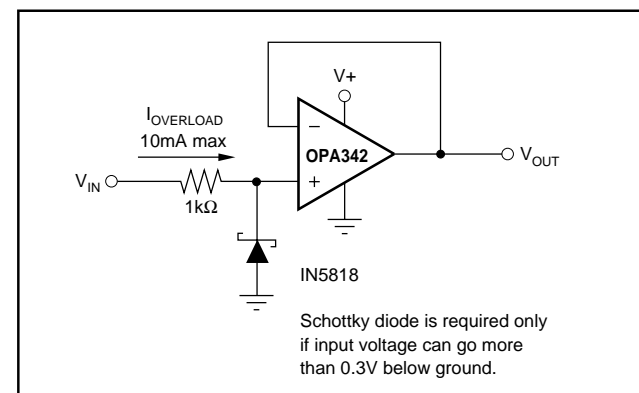 V+
I_OVERLOAD
10mA max
−
OPA342
V_OUT
V_IN
+
1kΩ
IN5818
Schottky diode is required only
if input voltage can go more
than 0.3V below ground.